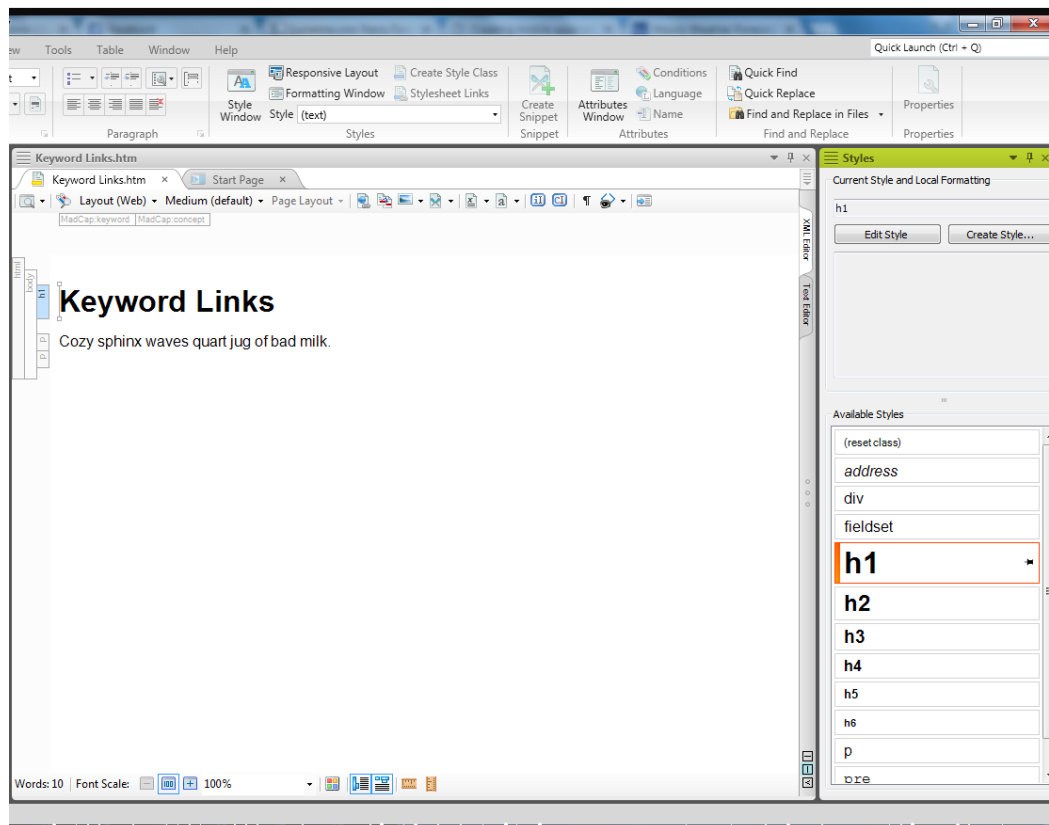 ew Tools Table Window Help Quick Launch (Ctrl + Q)
Responsive Layout Create Style Class Conditions Quick Find
Formatting Window Stylesheet Links Language Quick Replace
Style Window Style (text) Create Snippet Attributes Window Name Find and Replace in Files Properties
Paragraph Styles Snippet Attributes Find and Replace Properties
Keyword Links.htm
Keyword Links.htm × Start Page ×
Layout (Web) Medium (default) Page Layout
MadCap:keyword MadCap:concept
XML Editor
Text Editor
html
body
h1
Keyword Links
p
Cozy sphinx waves quart jug of bad milk.
p
Words: 10 Font Scale: 100%
Styles
Current Style and Local Formatting
h1
Edit Style Create Style...
Available Styles
(reset class)
address
div
fieldset
h1
h2
h3
h4
h5
h6
p
pre